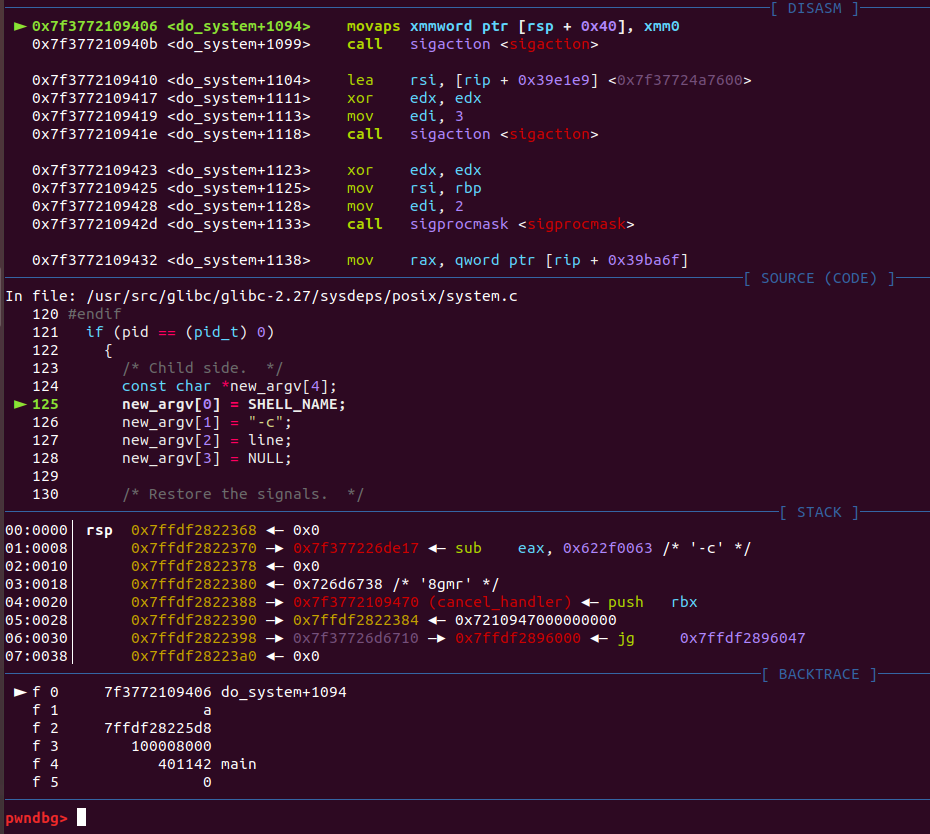 [ DISASM ]
► 0x7f3772109406 <do_system+1094>    movaps xmmword ptr [rsp + 0x40], xmm0
0x7f377210940b <do_system+1099>    call   sigaction <sigaction>
0x7f3772109410 <do_system+1104>    lea    rsi, [rip + 0x39e1e9] <0x7f37724a7600>
0x7f3772109417 <do_system+1111>    xor    edx, edx
0x7f3772109419 <do_system+1113>    mov    edi, 3
0x7f377210941e <do_system+1118>    call   sigaction <sigaction>
0x7f3772109423 <do_system+1123>    xor    edx, edx
0x7f3772109425 <do_system+1125>    mov    rsi, rbp
0x7f3772109428 <do_system+1128>    mov    edi, 2
0x7f377210942d <do_system+1133>    call   sigprocmask <sigprocmask>
0x7f3772109432 <do_system+1138>    mov    rax, qword ptr [rip + 0x39ba6f]
[ SOURCE (CODE) ]
In file: /usr/src/glibc/glibc-2.27/sysdeps/posix/system.c
120 #endif
121   if (pid == (pid_t) 0)
122     {
123       /* Child side.  */
124       const char *new_argv[4];
► 125       new_argv[0] = SHELL_NAME;
126       new_argv[1] = "-c";
127       new_argv[2] = line;
128       new_argv[3] = NULL;
129
130       /* Restore the signals.  */
[ STACK ]
00:0000│ rsp  0x7ffdf2822368 ◂— 0x0
01:0008│      0x7ffdf2822370 —▸ 0x7f377226de17 ◂— sub    eax, 0x622f0063 /* '-c' */
02:0010│      0x7ffdf2822378 ◂— 0x0
03:0018│      0x7ffdf2822380 ◂— 0x726d6738 /* '8gmr' */
04:0020│      0x7ffdf2822388 —▸ 0x7f3772109470 (cancel_handler) ◂— push   rbx
05:0028│      0x7ffdf2822390 —▸ 0x7ffdf2822384 ◂— 0x7210947000000000
06:0030│      0x7ffdf2822398 —▸ 0x7f37726d6710 —▸ 0x7ffdf2896000 ◂— jg     0x7ffdf2896047
07:0038│      0x7ffdf28223a0 ◂— 0x0
[ BACKTRACE ]
► f 0     7f3772109406 do_system+1094
f 1                a
f 2     7ffdf28225d8
f 3        100008000
f 4           401142 main
f 5                0
pwndbg>